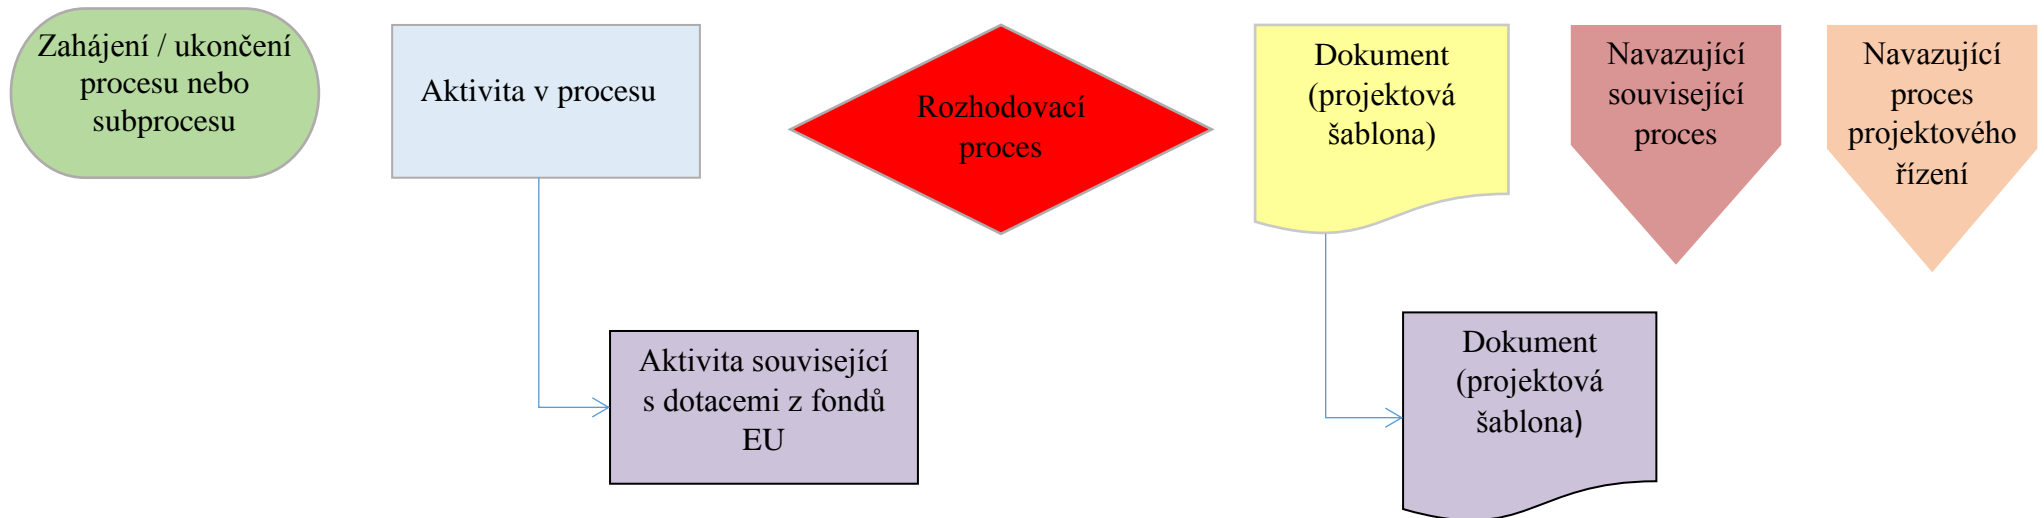 Zahájení / ukončení
procesu nebo
subprocesu
Aktivita v procesu
Rozhodovací
proces
Dokument
(projektová
šablona)
Navazující
související
proces
Navazující
proces
projektového
řízení
Aktivita související
s dotacemi z fondů
EU
Dokument
(projektová
šablona)